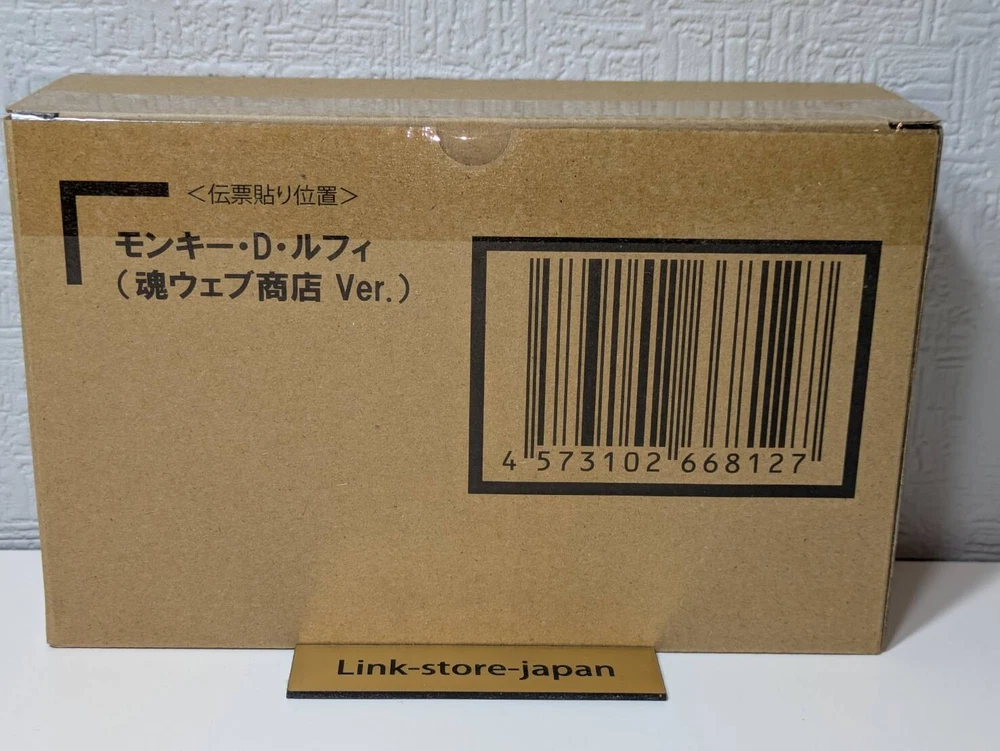 ＜伝票貼り位置＞
モンキー・D・ルフィ
（魂ウェブ商店 Ver.）
4 573102 668127
Link-store-japan